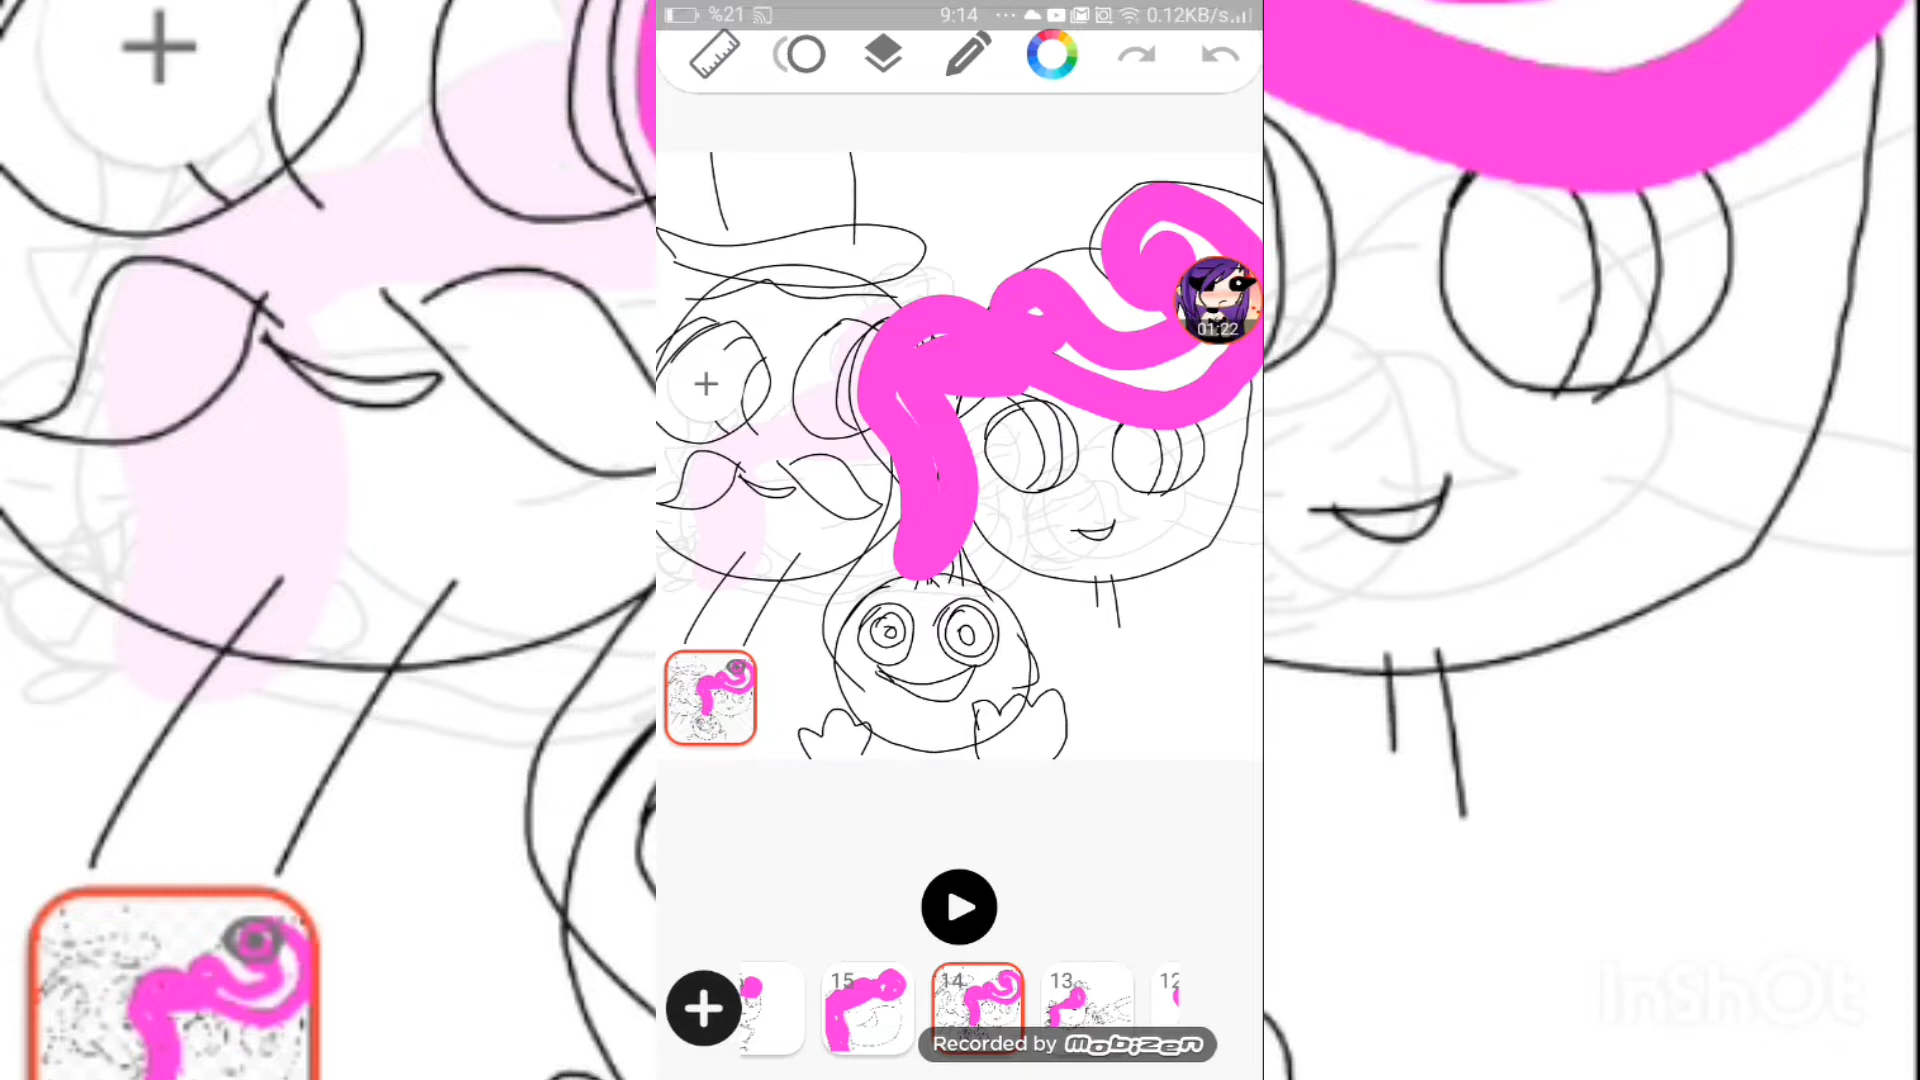 %21 9:14 ... 0.12KB/s
01:22
15 14 13 12
Recorded by Mobizen
InShOt